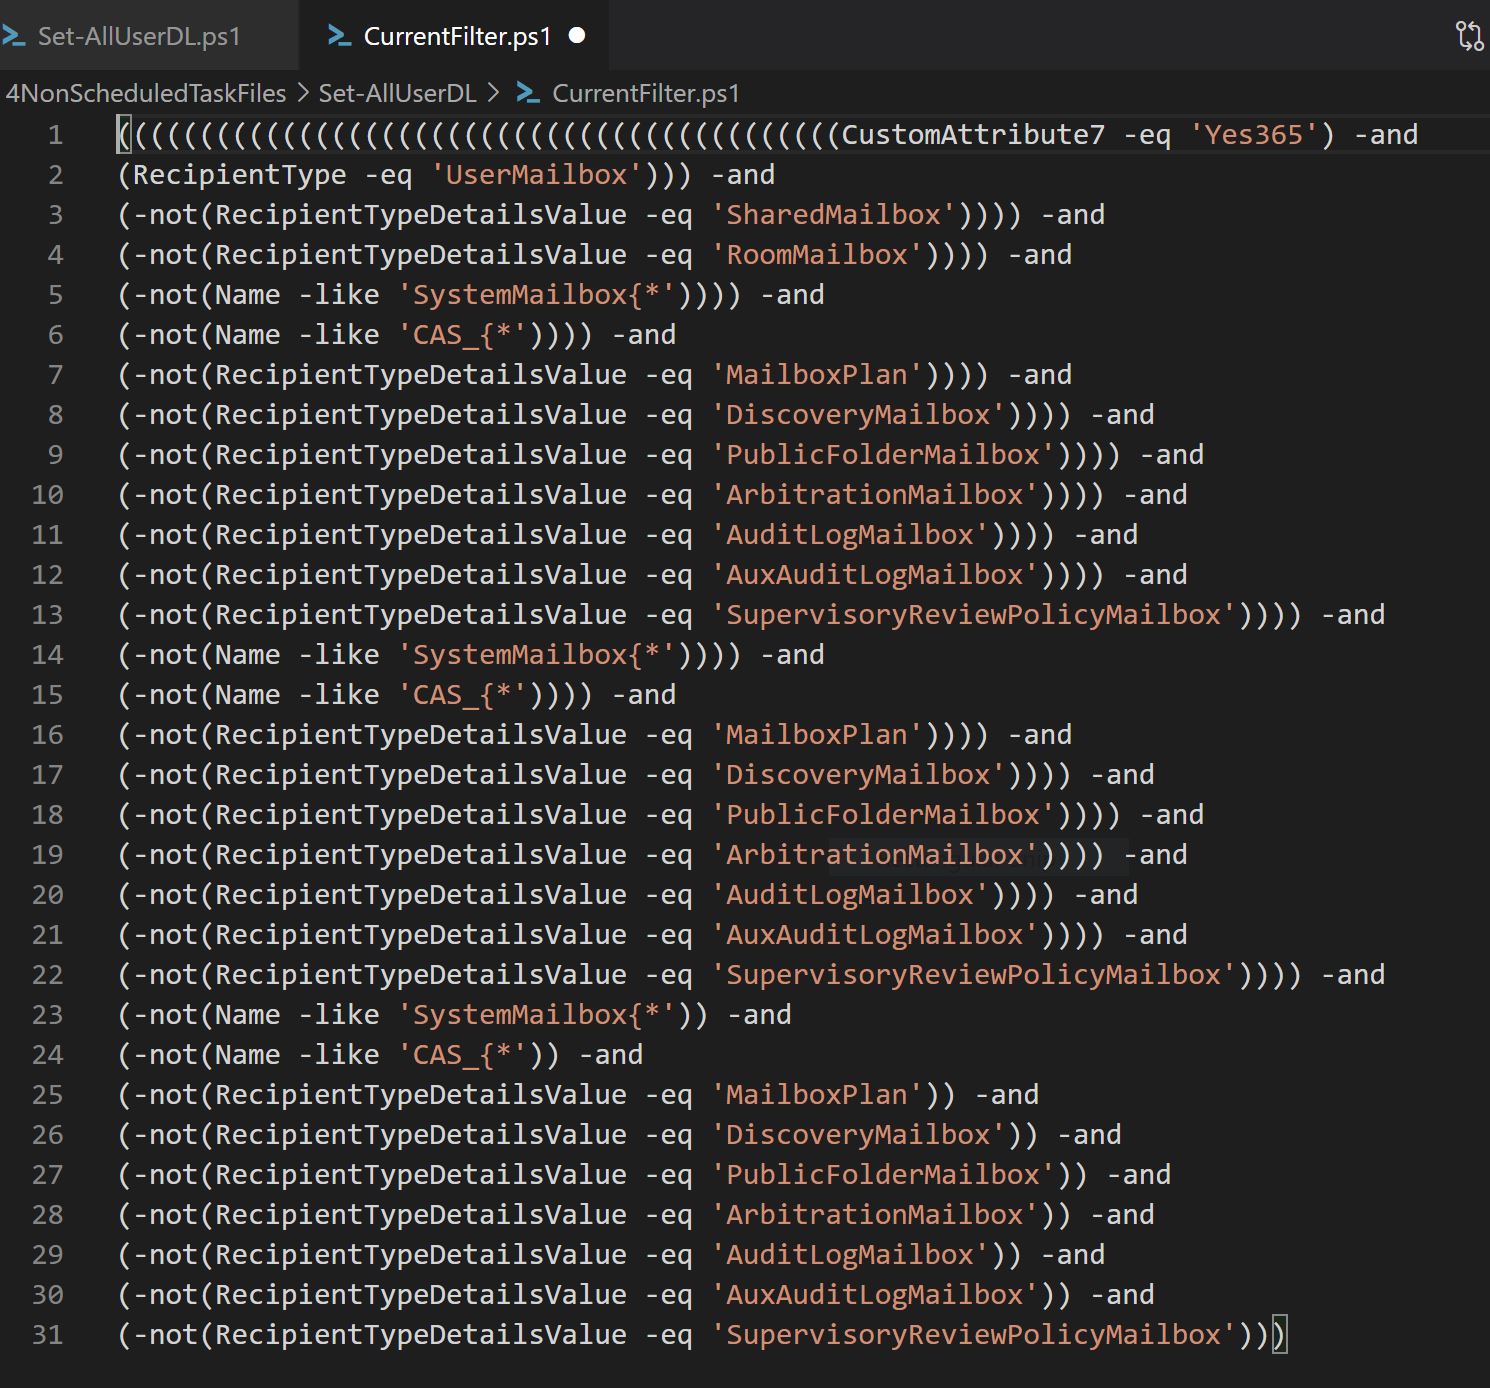 Set-AllUserDL.ps1
CurrentFilter.ps1
4NonScheduledTaskFiles > Set-AllUserDL > CurrentFilter.ps1
1 ((((((((((((((((((((((((((((((((((((((((((((CustomAttribute7 -eq 'Yes365') -and
2 (RecipientType -eq 'UserMailbox'))) -and
3 (-not(RecipientTypeDetailsValue -eq 'SharedMailbox')))) -and
4 (-not(RecipientTypeDetailsValue -eq 'RoomMailbox')))) -and
5 (-not(Name -like 'SystemMailbox{*')))) -and
6 (-not(Name -like 'CAS_{*')))) -and
7 (-not(RecipientTypeDetailsValue -eq 'MailboxPlan')))) -and
8 (-not(RecipientTypeDetailsValue -eq 'DiscoveryMailbox')))) -and
9 (-not(RecipientTypeDetailsValue -eq 'PublicFolderMailbox')))) -and
10 (-not(RecipientTypeDetailsValue -eq 'ArbitrationMailbox')))) -and
11 (-not(RecipientTypeDetailsValue -eq 'AuditLogMailbox')))) -and
12 (-not(RecipientTypeDetailsValue -eq 'AuxAuditLogMailbox')))) -and
13 (-not(RecipientTypeDetailsValue -eq 'SupervisoryReviewPolicyMailbox')))) -and
14 (-not(Name -like 'SystemMailbox{*')))) -and
15 (-not(Name -like 'CAS_{*')))) -and
16 (-not(RecipientTypeDetailsValue -eq 'MailboxPlan')))) -and
17 (-not(RecipientTypeDetailsValue -eq 'DiscoveryMailbox')))) -and
18 (-not(RecipientTypeDetailsValue -eq 'PublicFolderMailbox')))) -and
19 (-not(RecipientTypeDetailsValue -eq 'ArbitrationMailbox')))) -and
20 (-not(RecipientTypeDetailsValue -eq 'AuditLogMailbox')))) -and
21 (-not(RecipientTypeDetailsValue -eq 'AuxAuditLogMailbox')))) -and
22 (-not(RecipientTypeDetailsValue -eq 'SupervisoryReviewPolicyMailbox')))) -and
23 (-not(Name -like 'SystemMailbox{*')) -and
24 (-not(Name -like 'CAS_{*')) -and
25 (-not(RecipientTypeDetailsValue -eq 'MailboxPlan')) -and
26 (-not(RecipientTypeDetailsValue -eq 'DiscoveryMailbox')) -and
27 (-not(RecipientTypeDetailsValue -eq 'PublicFolderMailbox')) -and
28 (-not(RecipientTypeDetailsValue -eq 'ArbitrationMailbox')) -and
29 (-not(RecipientTypeDetailsValue -eq 'AuditLogMailbox')) -and
30 (-not(RecipientTypeDetailsValue -eq 'AuxAuditLogMailbox')) -and
31 (-not(RecipientTypeDetailsValue -eq 'SupervisoryReviewPolicyMailbox')))